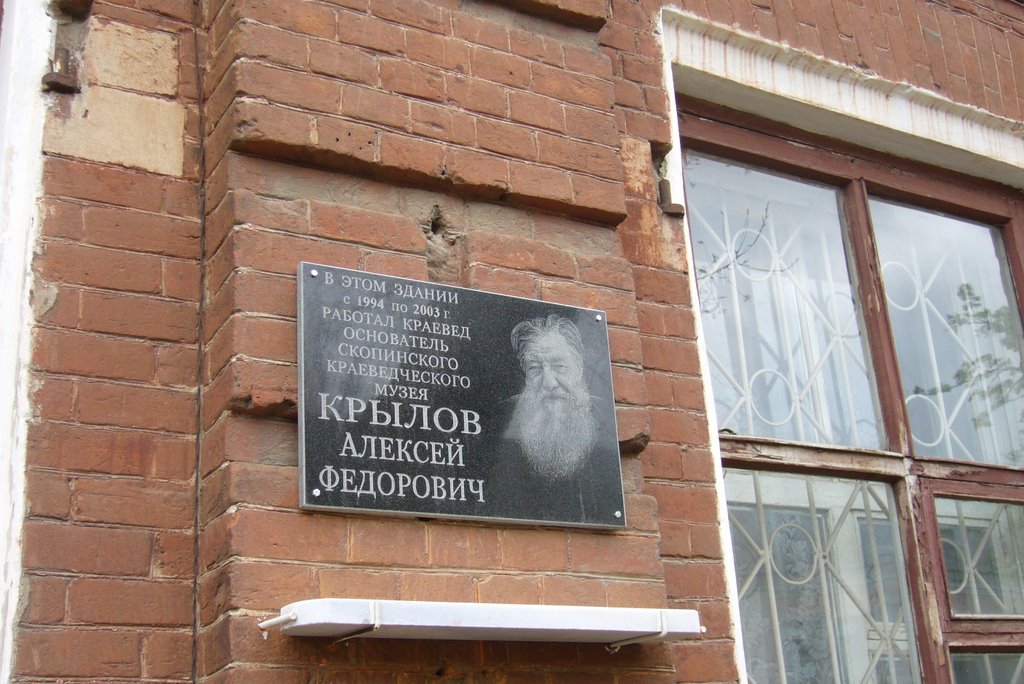 В ЭТОМ ЗДАНИИ
с 1994 по 2003 г.
РАБОТАЛ КРАЕВЕД
ОСНОВАТЕЛЬ
СКОПИНСКОГО
КРАЕВЕДЧЕСКОГО
МУЗЕЯ
КРЫЛОВ
АЛЕКСЕЙ
ФЕДОРОВИЧ